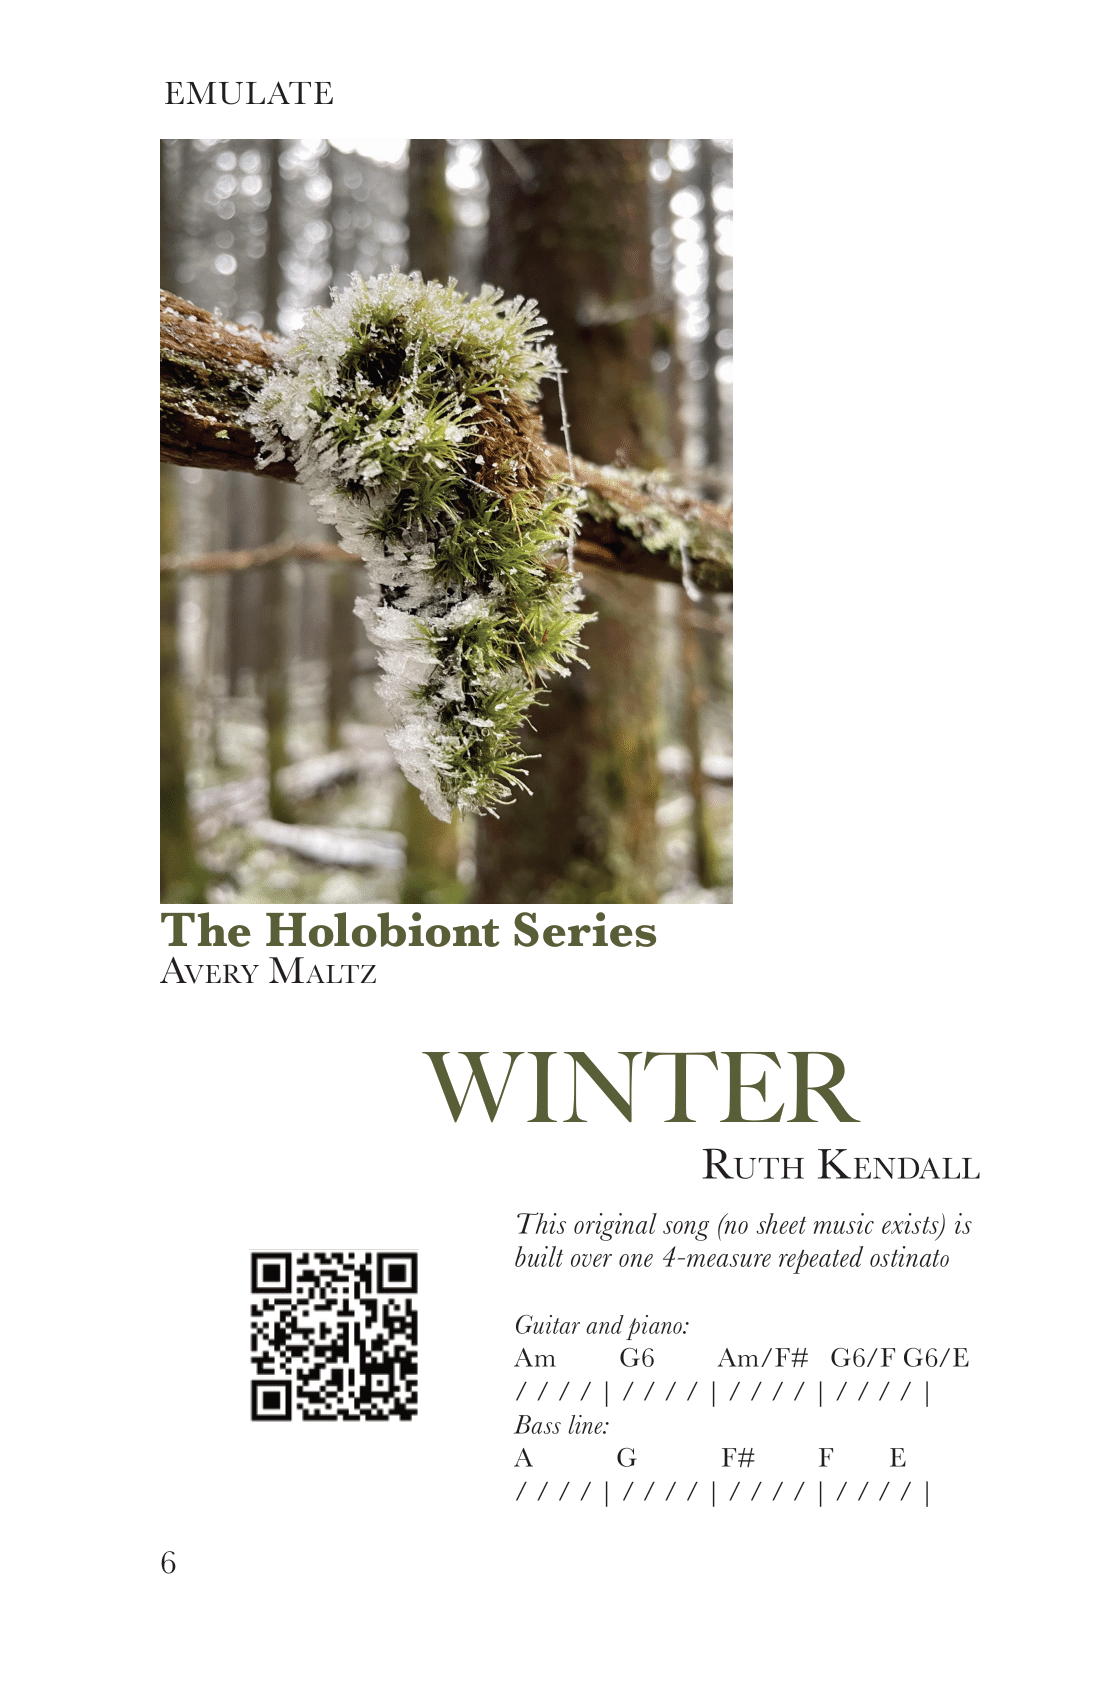 EMULATE
The Holobiont Series
Avery Maltz
WINTER
Ruth Kendall
This original song (no sheet music exists) is
built over one 4-measure repeated ostinato
Guitar and piano:
Am G6 Am/F# G6/F G6/E
/ / / / | / / / / | / / / / | / / / / |
Bass line:
A G F# F E
/ / / / | / / / / | / / / / | / / / / |
6